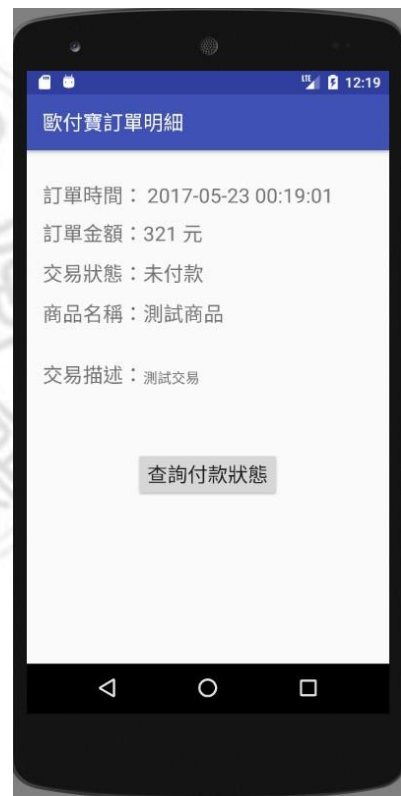 LTE 12:19
歐付寶訂單明細
訂單時間： 2017-05-23 00:19:01
訂單金額：321 元
交易狀態：未付款
商品名稱：測試商品
交易描述：測試交易
查詢付款狀態